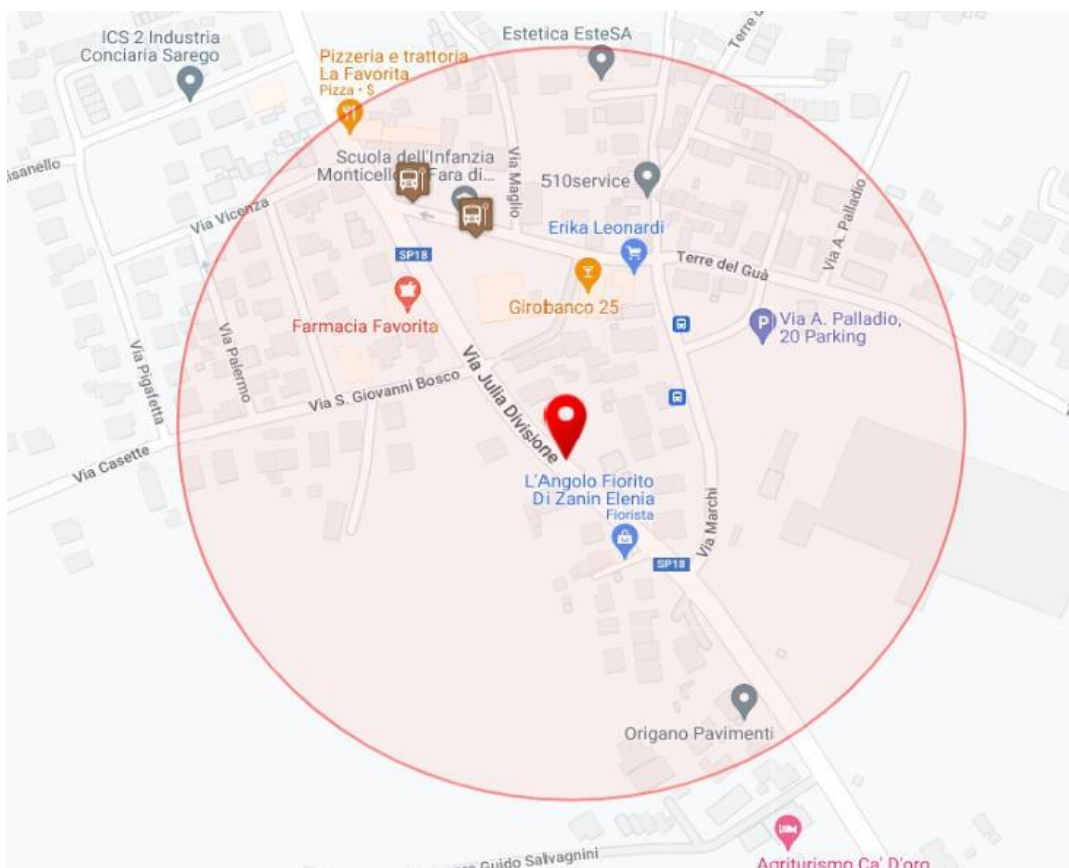 ICS 2 Industria
Conciaria Sarego
Estetica EsteSA
Pizzeria e trattoria
La Favorita
Pizza • $
Scuola dell'Infanzia
Monticello
Fara di...
510service
Via Maglio
Via A. Palladio
Via Vicenza
Erika Leonardi
SP18
Terre del Guà
Farmacia Favorita
Girobanco 25
P
Via A. Palladio,
20 Parking
Via Palermo
Via Pigafetta
Via S. Giovanni Bosco
Via Julia Divisione
Via Casette
L'Angolo Fiorito
Di Zanin Elenia
Fiorista
Via Marchi
SP18
Origano Pavimenti
Guido Salvagnini
Agriturismo Ca' D'oro